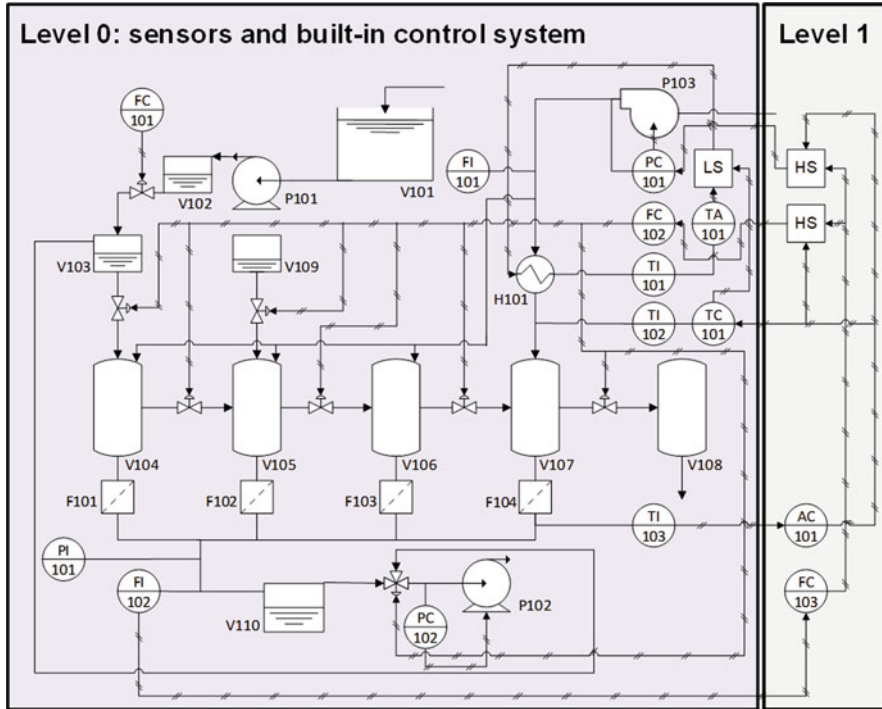 Level 0: sensors and built-in control system
Level 1
P103
FC
101
FI
101
PC
101
LS
HS
V102
P101
V101
FC
102
TA
101
HS
V103
V109
TI
101
H101
TI
102
TC
101
V104
V105
V106
V107
V108
F101
F102
F103
F104
TI
103
AC
101
PI
101
FI
102
V110
PC
102
P102
FC
103